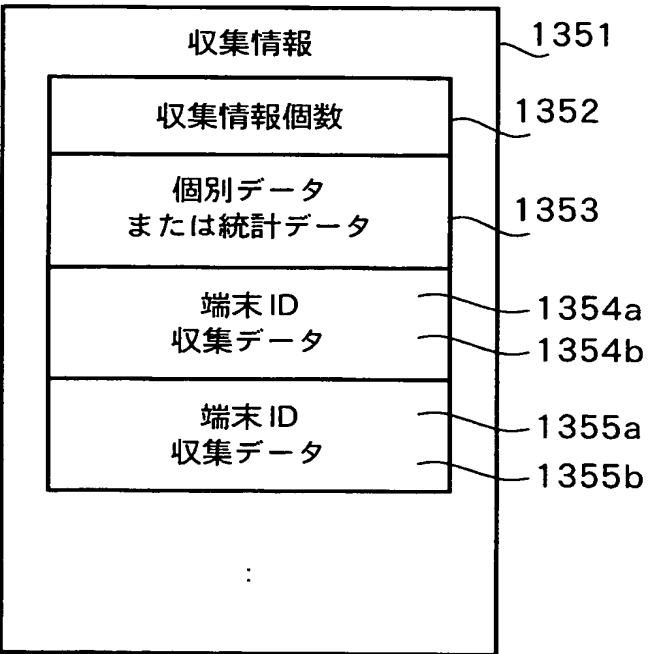 収集情報
1351
収集情報個数
1352
個別データ
または統計データ
1353
端末ID
1354a
収集データ
1354b
端末ID
1355a
収集データ
1355b
: